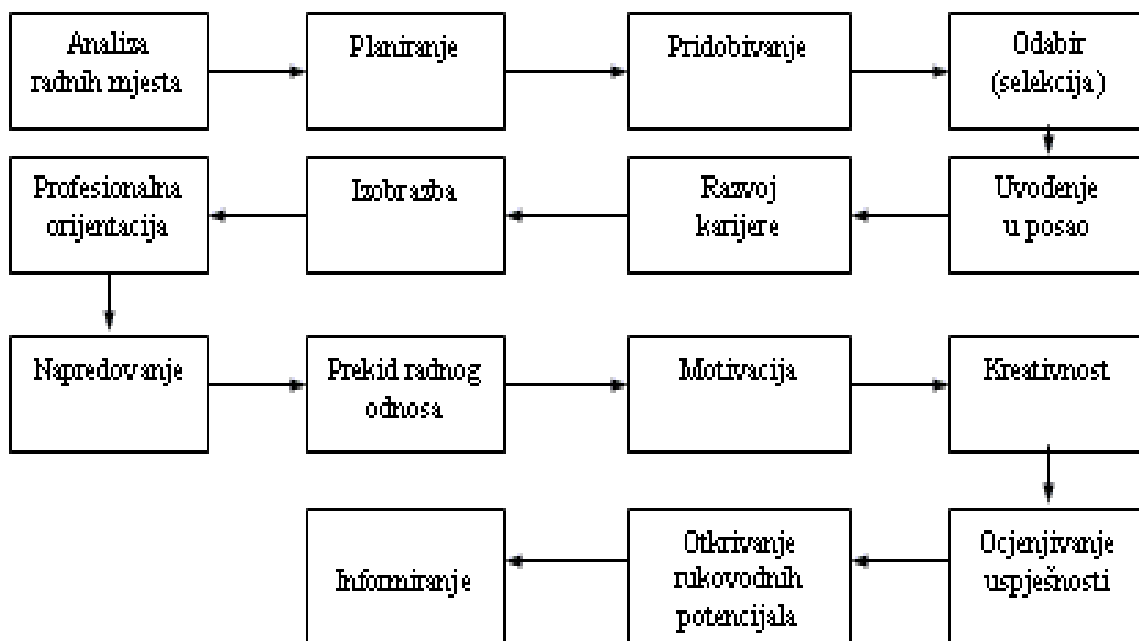 Analiza
radnih mjesta
Planiranje
Pridobivanje
Odabir
(selekcija)
Profesionalna
orijentacija
Izobrazba
Razvoj
karijere
Uvođenje
u posao
Napredovanje
Prekid radnog
odnosa
Motivacija
Kreativnost
Informiranje
Otkrivanje
rukovodnih
potencijala
Ocjenjivanje
uspješnosti